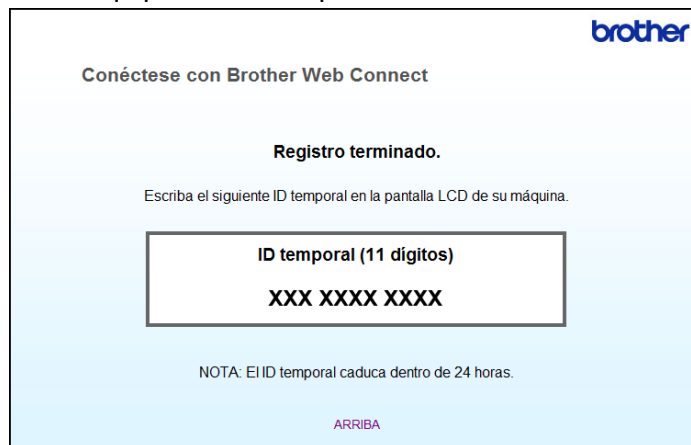 brother
Conéctese con Brother Web Connect
Registro terminado.
Escriba el siguiente ID temporal en la pantalla LCD de su máquina.
ID temporal (11 dígitos)
XXX XXXX XXXX
NOTA: El ID temporal caduca dentro de 24 horas.
ARRIBA